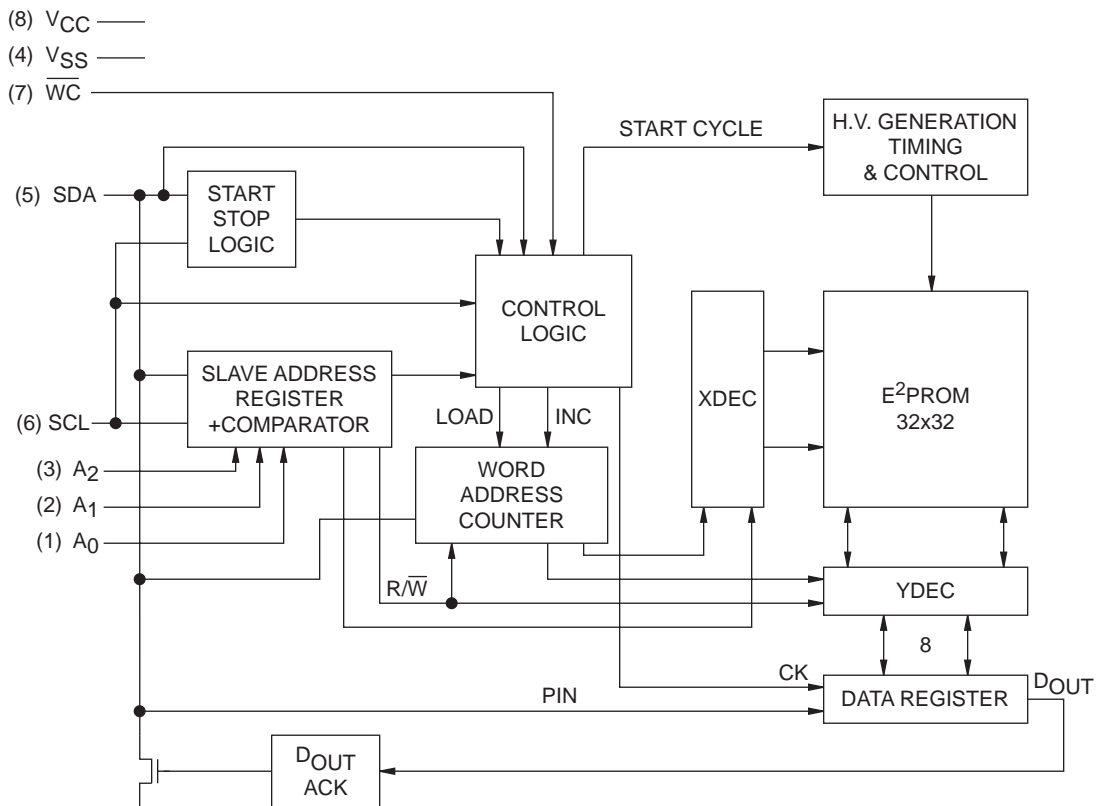 (8) VCC
(4) VSS
(7) WC
START CYCLE
H.V. GENERATION
TIMING
& CONTROL
(5) SDA
START
STOP
LOGIC
CONTROL
LOGIC
SLAVE ADDRESS
REGISTER
+COMPARATOR
XDEC
E²PROM
32x32
(6) SCL
LOAD
INC
(3) A2
(2) A1
(1) A0
WORD
ADDRESS
COUNTER
R/W
YDEC
8
CK
DATA REGISTER
DOUT
PIN
DOUT
ACK